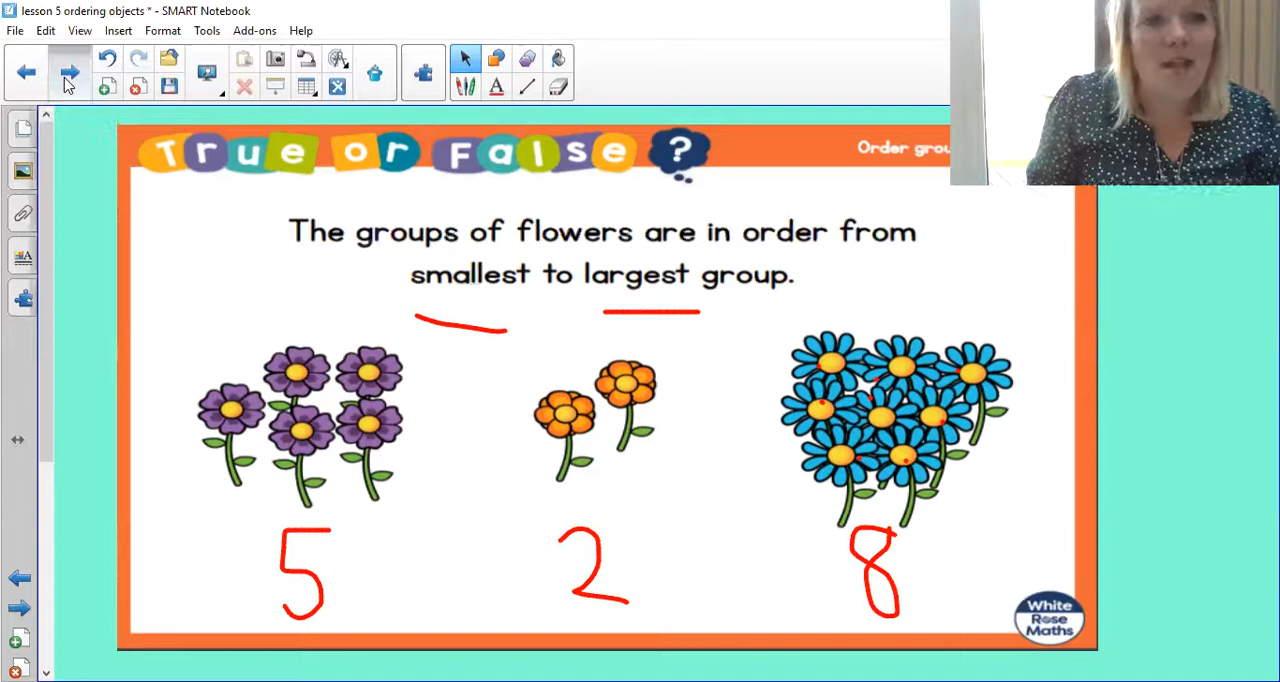 lesson 5 ordering objects * - SMART Notebook
File Edit View Insert Format Tools Add-ons Help
True or False ?
Order grou
The groups of flowers are in order from
smallest to largest group.
5 2 8
White
Rose
Maths